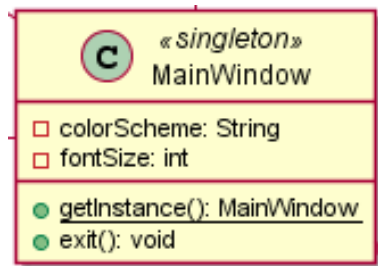 C
«singleton»
MainWindow
colorScheme: String
fontSize: int
getInstance(): MainWindow
exit(): void